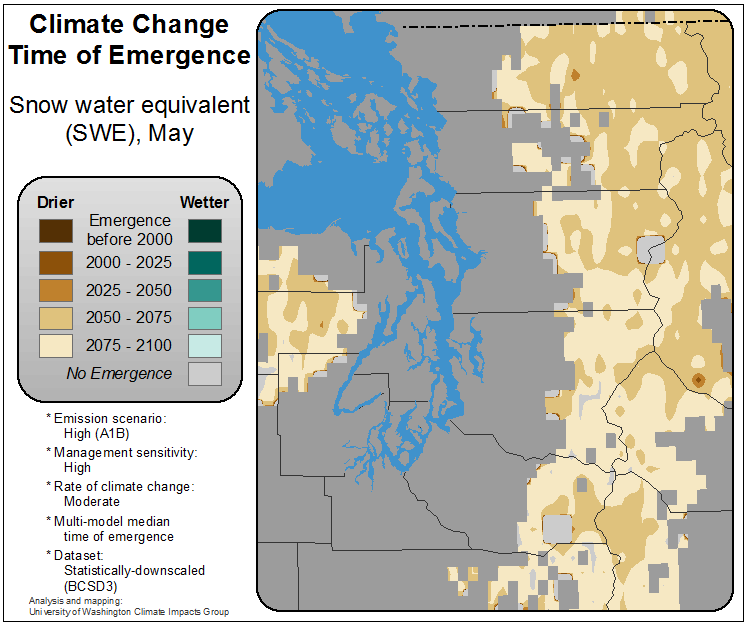 Climate Change
Time of Emergence
Snow water equivalent
(SWE), May
Drier Wetter
Emergence
before 2000
2000 - 2025
2025 - 2050
2050 - 2075
2075 - 2100
No Emergence
* Emission scenario:
High (A1B)
* Management sensitivity:
High
* Rate of climate change:
Moderate
* Multi-model median
time of emergence
* Dataset:
Statistically-downscaled
(BCSD3)
Analysis and mapping:
University of Washington Climate Impacts Group